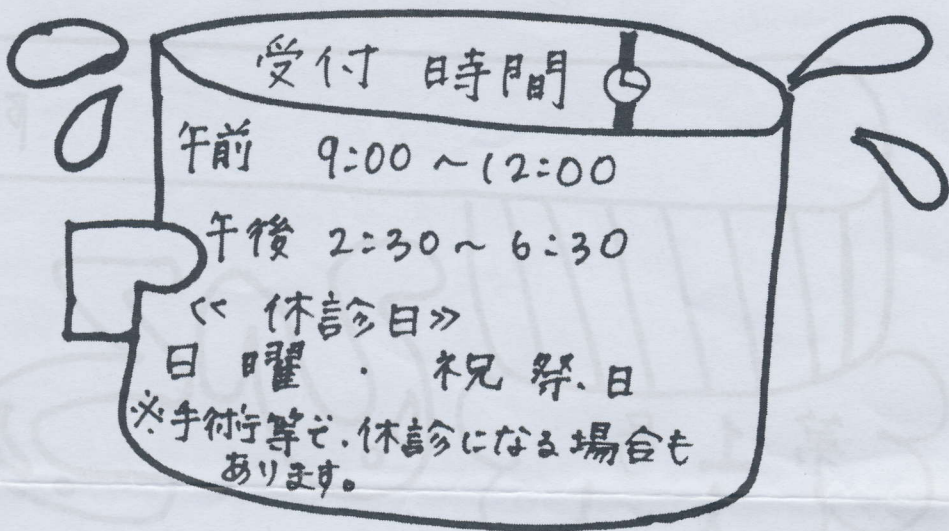 受付 時間
午前 9:00 ~ 12:00
午後 2:30 ~ 6:30
≪ 休診日≫
日曜 ・ 祝祭日
※手術等で、休診になる場合も
あります。